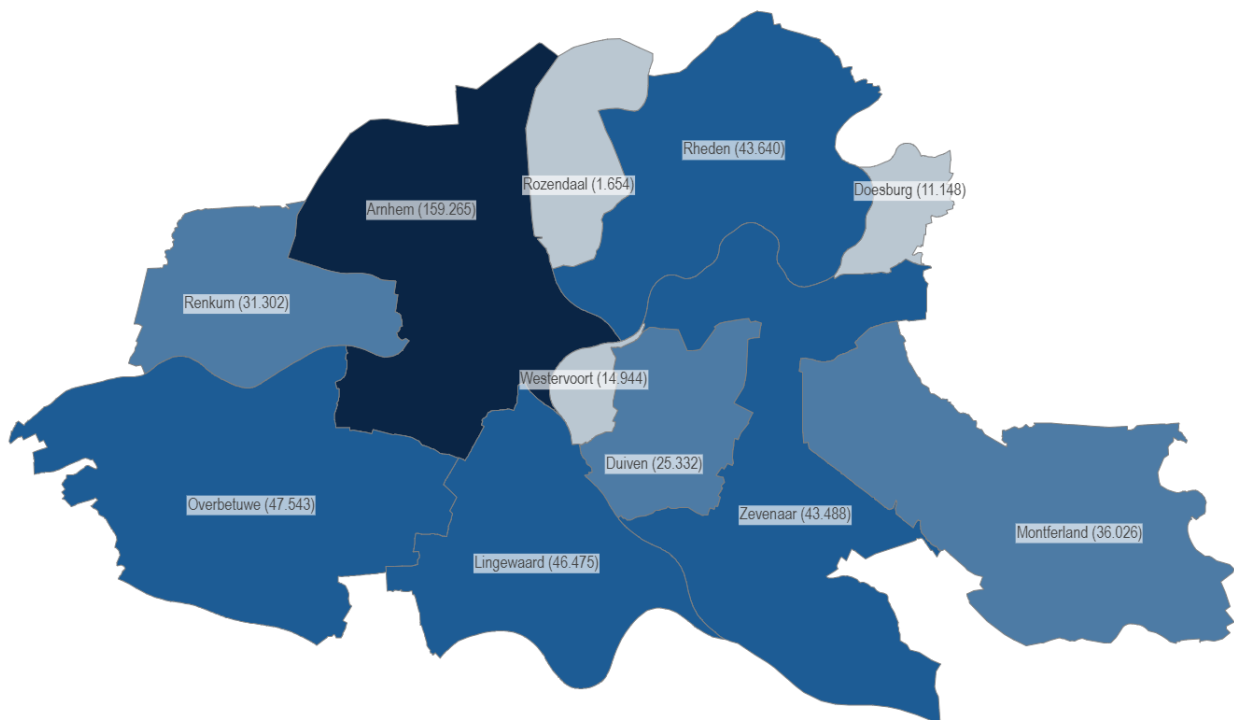 Rheden (43.640)
Rozendaal (1.654)
Doesburg (11.148)
Arnhem (159.265)
Renkum (31.302)
Westervoort (14.944)
Duiven (25.332)
Overbetuwe (47.543)
Zevenaar (43.488)
Montferland (36.026)
Lingewaard (46.475)